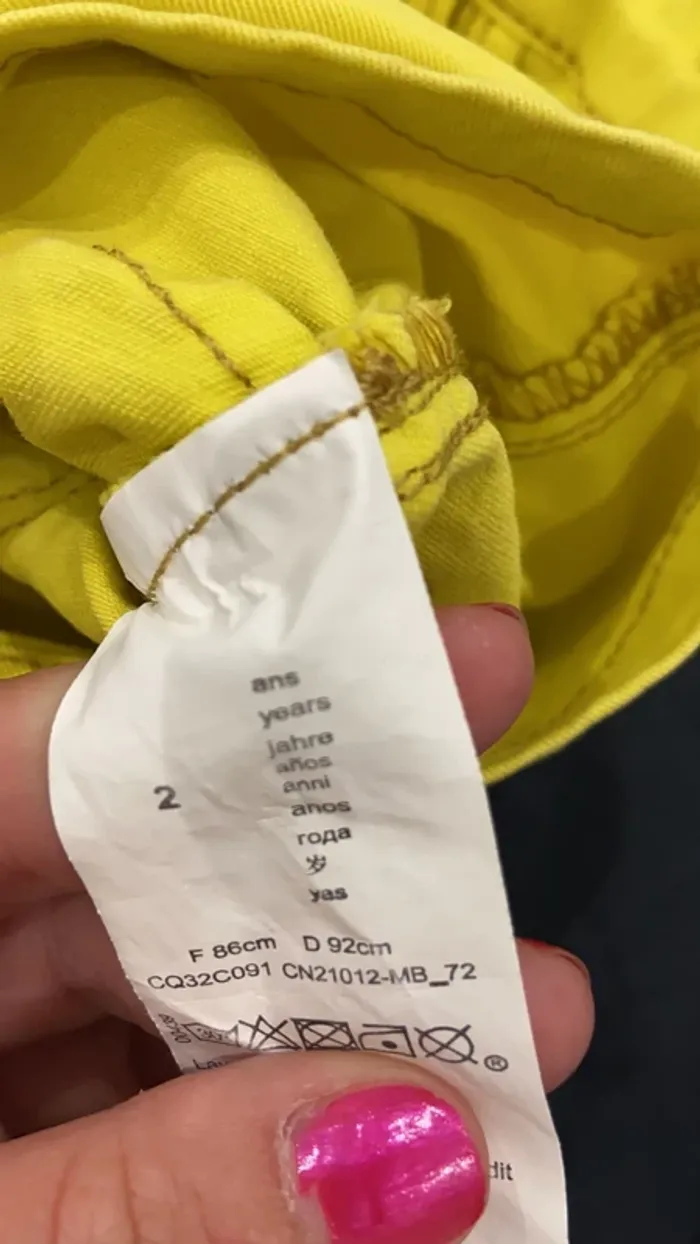 ans
years
jahre
años
anni
2
anos
года
岁
yas
F 86cm D 92cm
CQ32C091 CN21012-MB_72
®